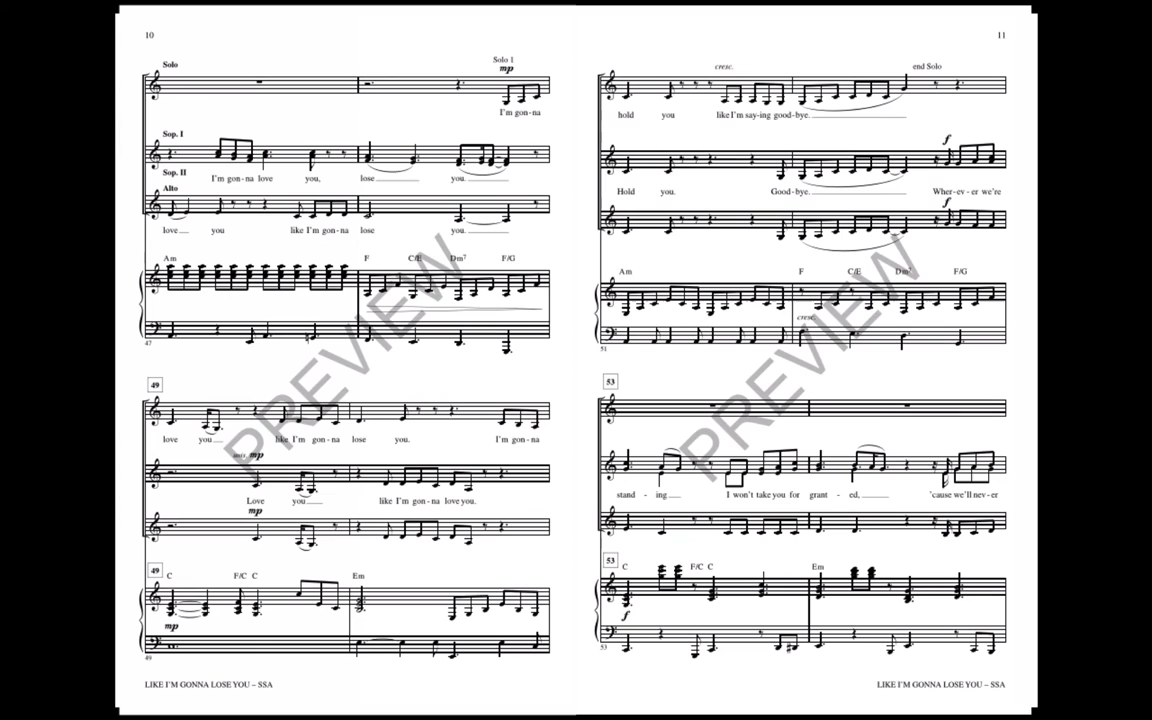 10
Solo
Solo 1
mp
I'm gon-na
Sop. I
Sop. II
I'm gon-na love you, lose you.
Alto
love you like I'm gon-na lose you.
Am F C/E Dm7 F/G
47
49
love you like I'm gon-na lose you. I'm gon-na
mp
Love you like I'm gon-na love you.
mp
49
C F/C C Em
mp
49
LIKE I'M GONNA LOSE YOU – SSA
PREVIEW
11
cresc.
end Solo
hold you like I'm say-ing good-bye.
f
Hold you. Good-bye. Wher-ev-er we're
f
Am F C/E Dm7 F/G
cresc.
51
53
stand-ing I won't take you for grant-ed, 'cause we'll nev-er
53
C F/C C Em
f
53
LIKE I'M GONNA LOSE YOU – SSA
PREVIEW